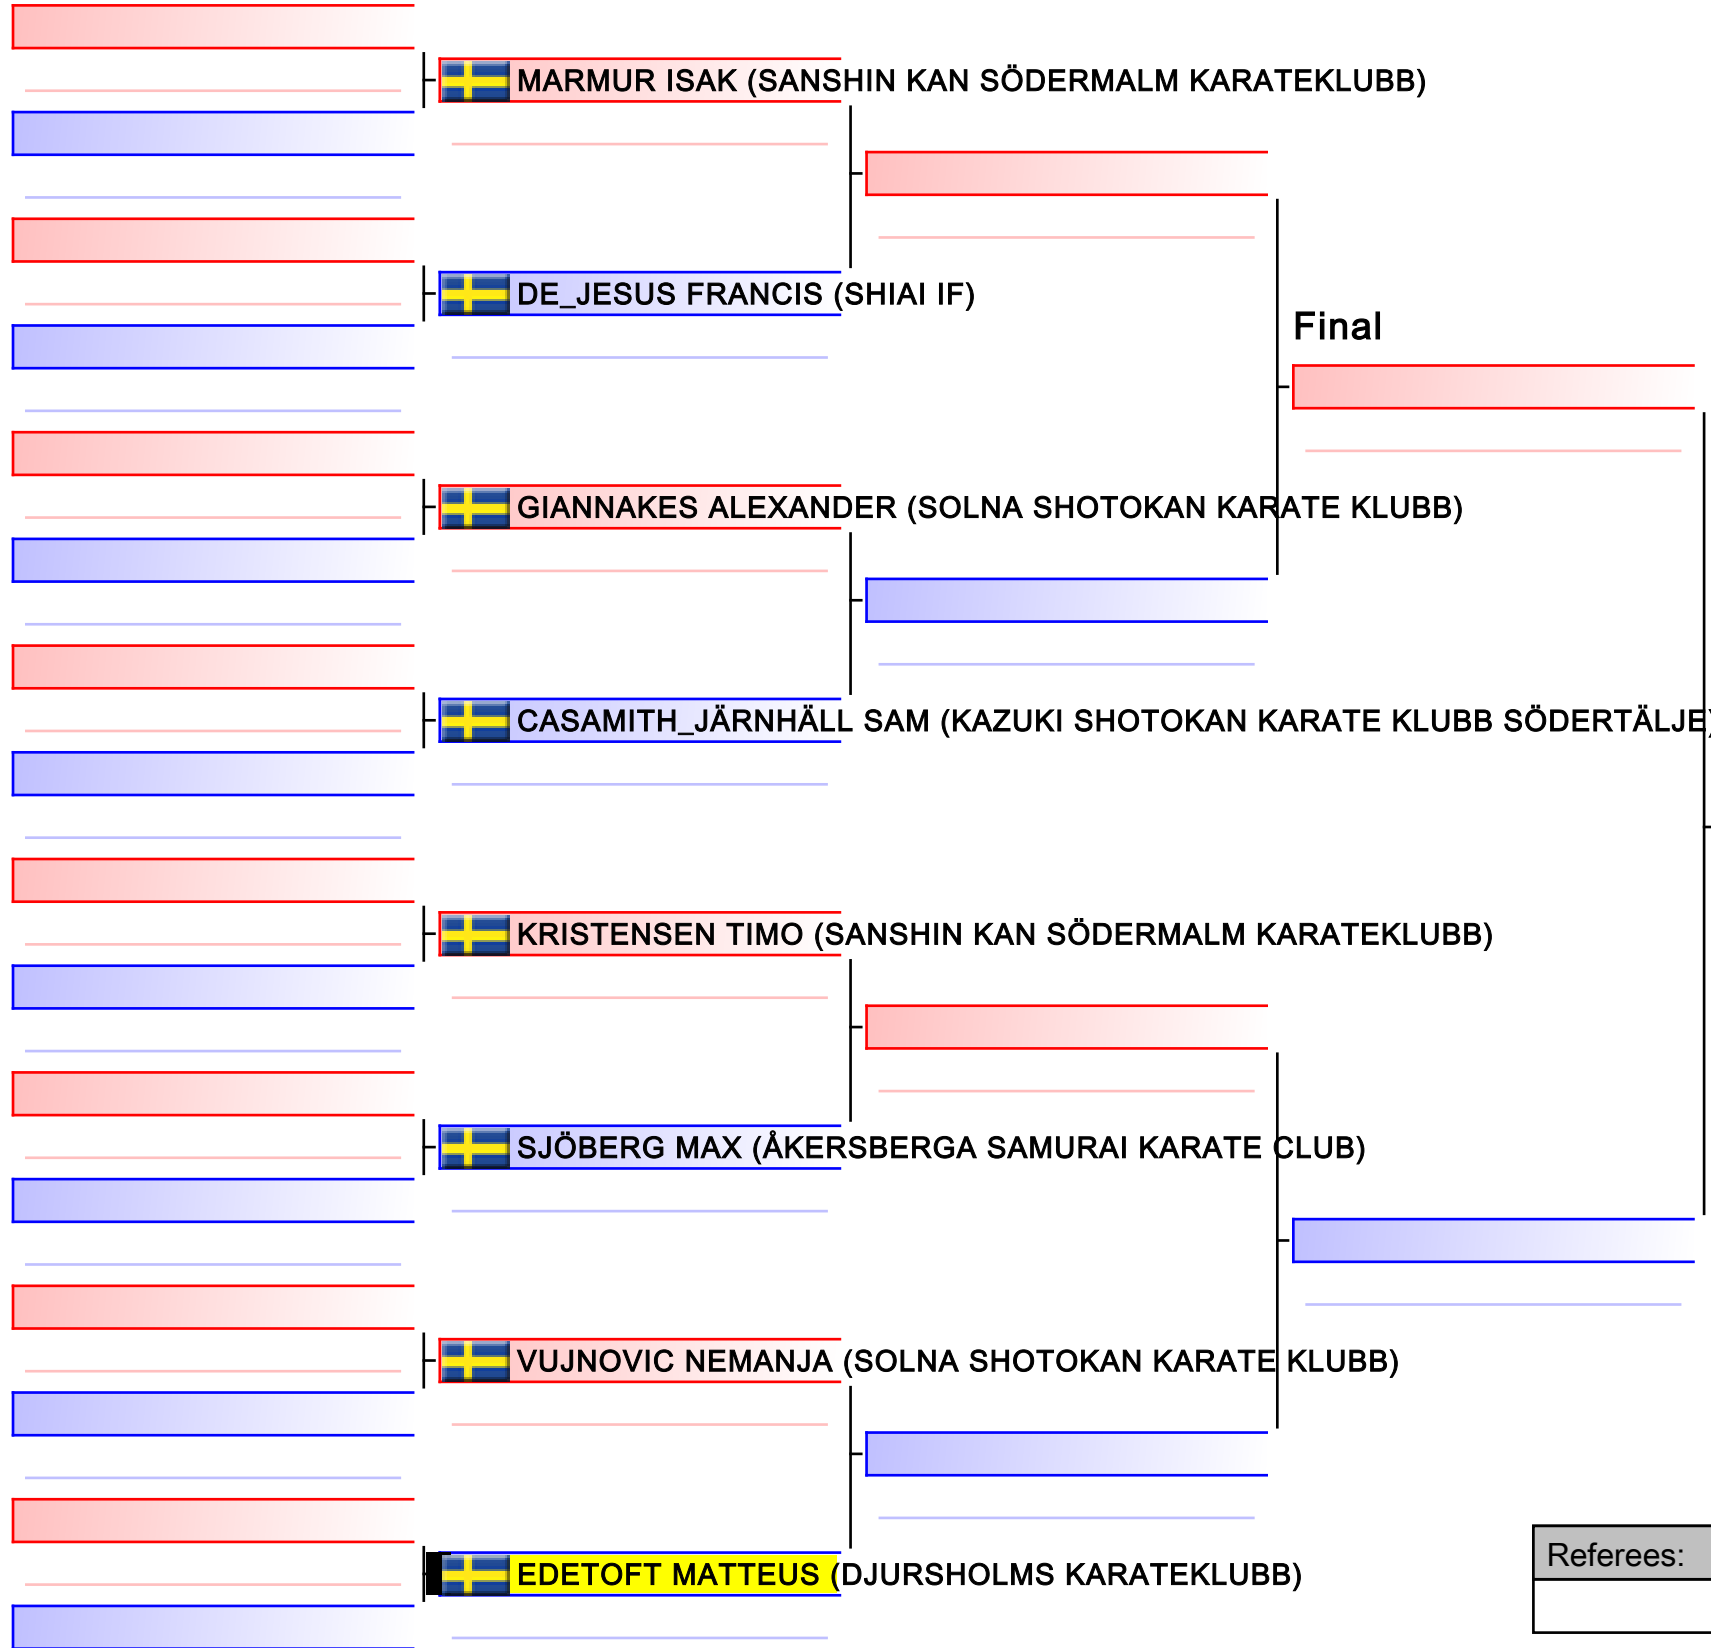 MARMUR ISAK (SANSHIN KAN SÖDERMALM KARATEKLUBB)
DE_JESUS FRANCIS (SHIAI IF)
Final
GIANNAKES ALEXANDER (SOLNA SHOTOKAN KARATE KLUBB)
CASAMITH_JÄRNHÄLL SAM (KAZUKI SHOTOKAN KARATE KLUBB SÖDERTÄLJE)
KRISTENSEN TIMO (SANSHIN KAN SÖDERMALM KARATEKLUBB)
SJÖBERG MAX (ÅKERSBERGA SAMURAI KARATE CLUB)
VUJNOVIC NEMANJA (SOLNA SHOTOKAN KARATE KLUBB)
Referees:
EDETOFT MATTEUS (DJURSHOLMS KARATEKLUBB)